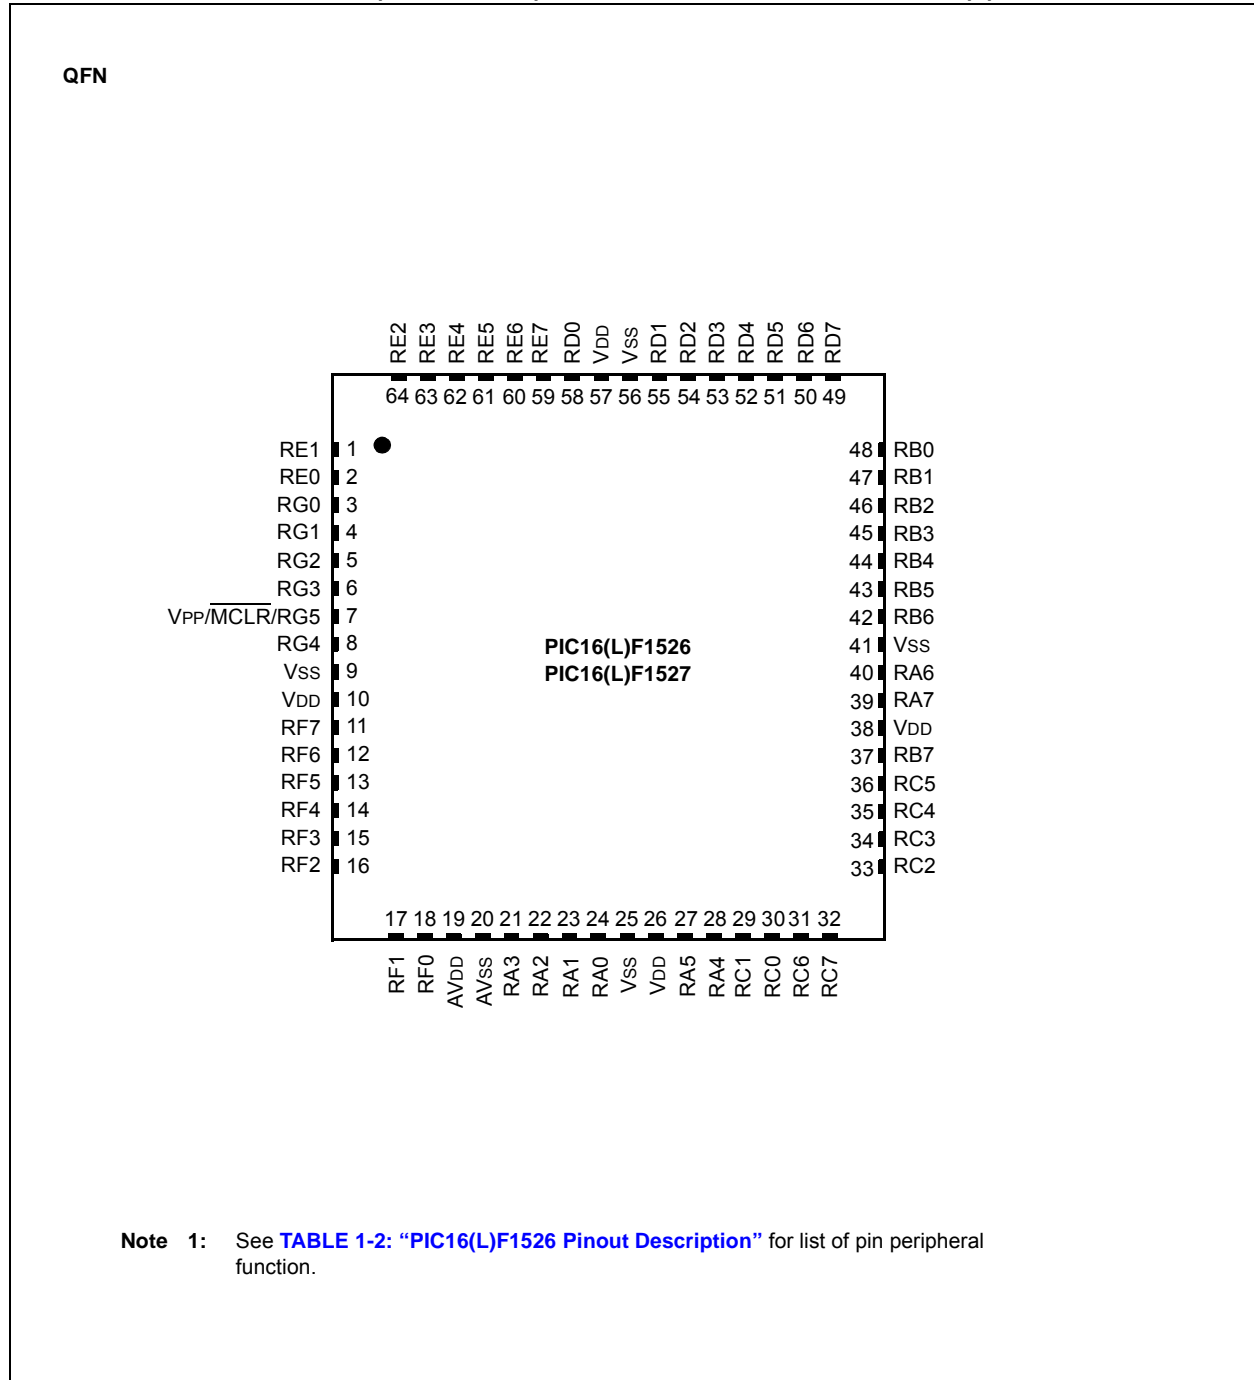 QFN
RE2 RE3 RE4 RE5 RE6 RE7 RD0 VDD VSS RD1 RD2 RD3 RD4 RD5 RD6 RD7
64 63 62 61 60 59 58 57 56 55 54 53 52 51 50 49
RE1 1 48 RB0
RE0 2 47 RB1
RG0 3 46 RB2
RG1 4 45 RB3
RG2 5 44 RB4
RG3 6 43 RB5
VPP/MCLR/RG5 7 42 RB6
RG4 8 PIC16(L)F1526 41 VSS
VSS 9 PIC16(L)F1527 40 RA6
VDD 10 39 RA7
RF7 11 38 VDD
RF6 12 37 RB7
RF5 13 36 RC5
RF4 14 35 RC4
RF3 15 34 RC3
RF2 16 33 RC2
17 18 19 20 21 22 23 24 25 26 27 28 29 30 31 32
RF1 RF0 AVDD AVSS RA3 RA2 RA1 RA0 VSS VDD RA5 RA4 RC1 RC0 RC6 RC7
Note 1: See TABLE 1-2: “PIC16(L)F1526 Pinout Description” for list of pin peripheral
function.